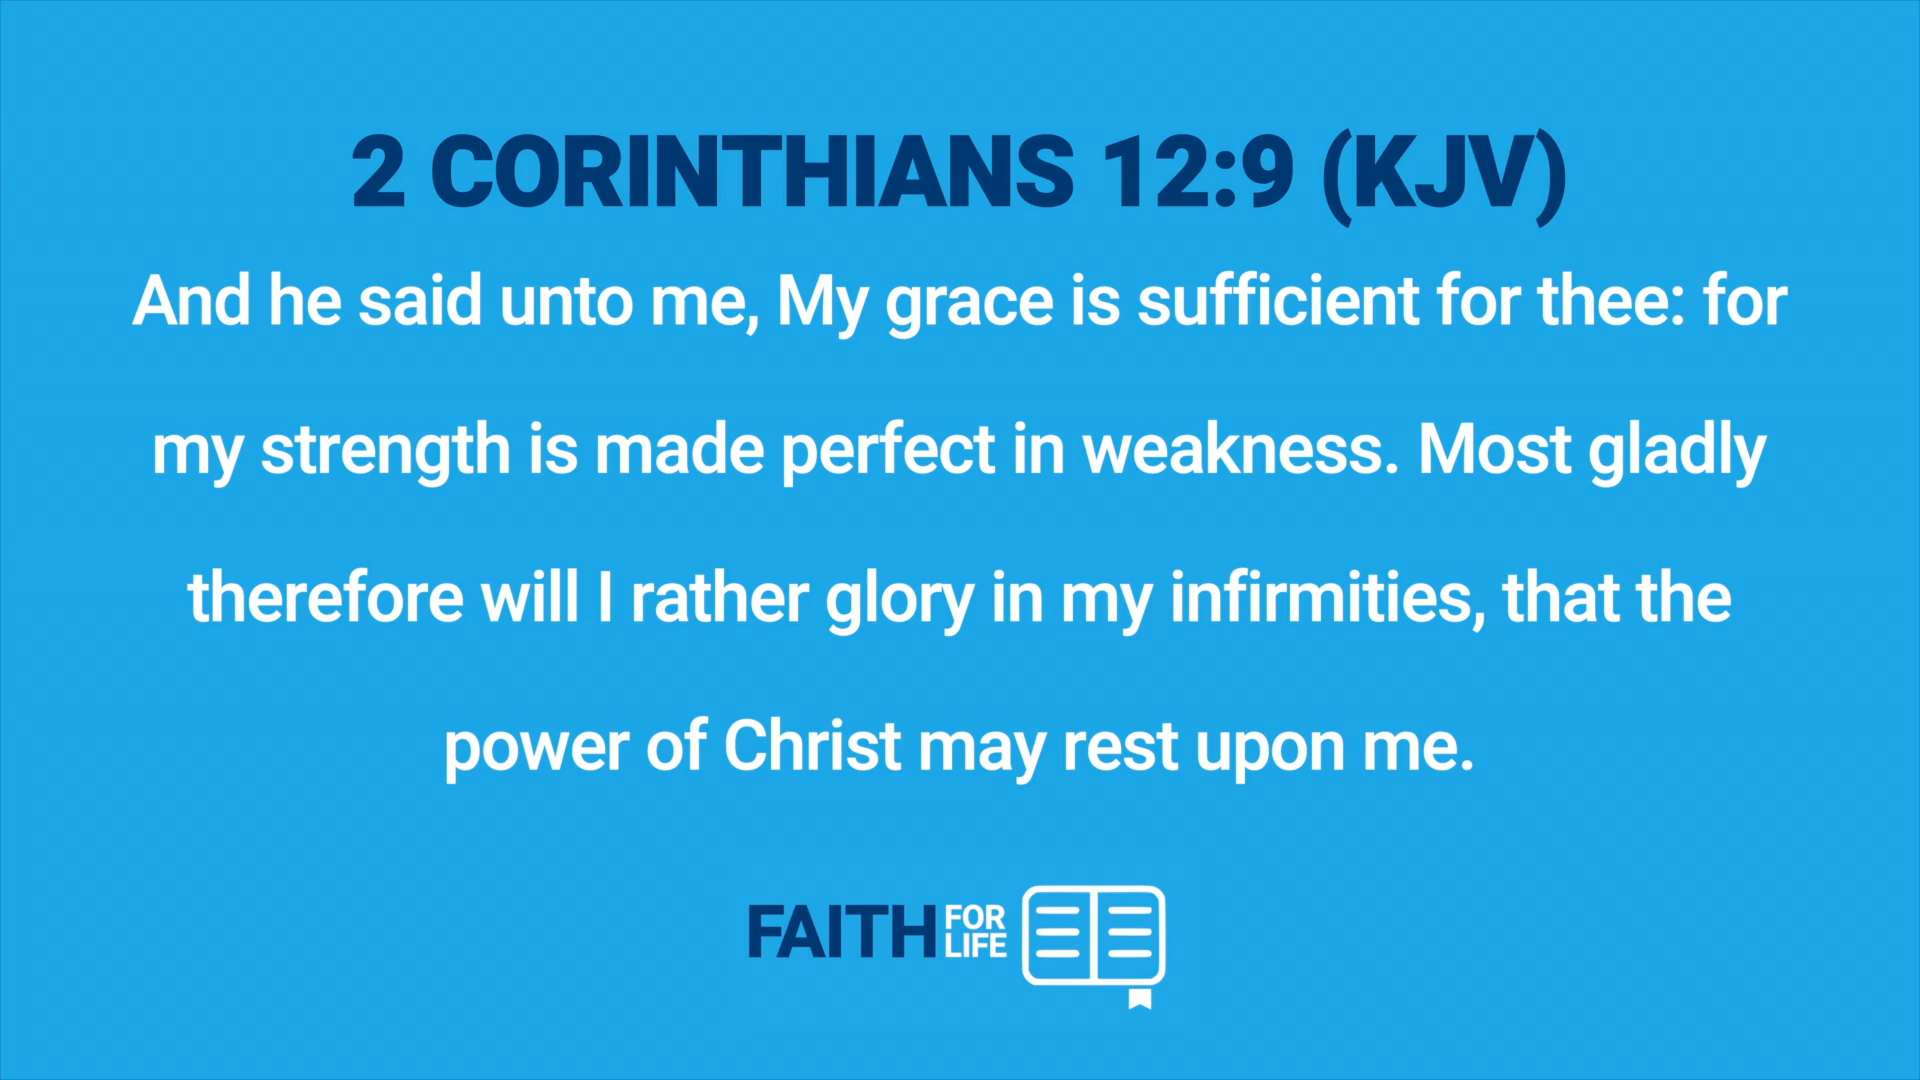 2 CORINTHIANS 12:9 (KJV)
And he said unto me, My grace is sufficient for thee: for
my strength is made perfect in weakness. Most gladly
therefore will I rather glory in my infirmities, that the
power of Christ may rest upon me.
FAITH FOR
LIFE